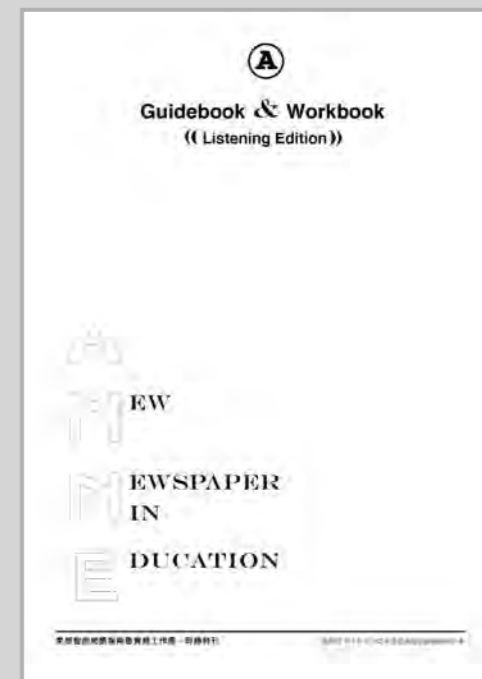 A
Guidebook & Workbook
(( Listening Edition ))
A
N EW
N EWSPAPER
IN
E DUCATION